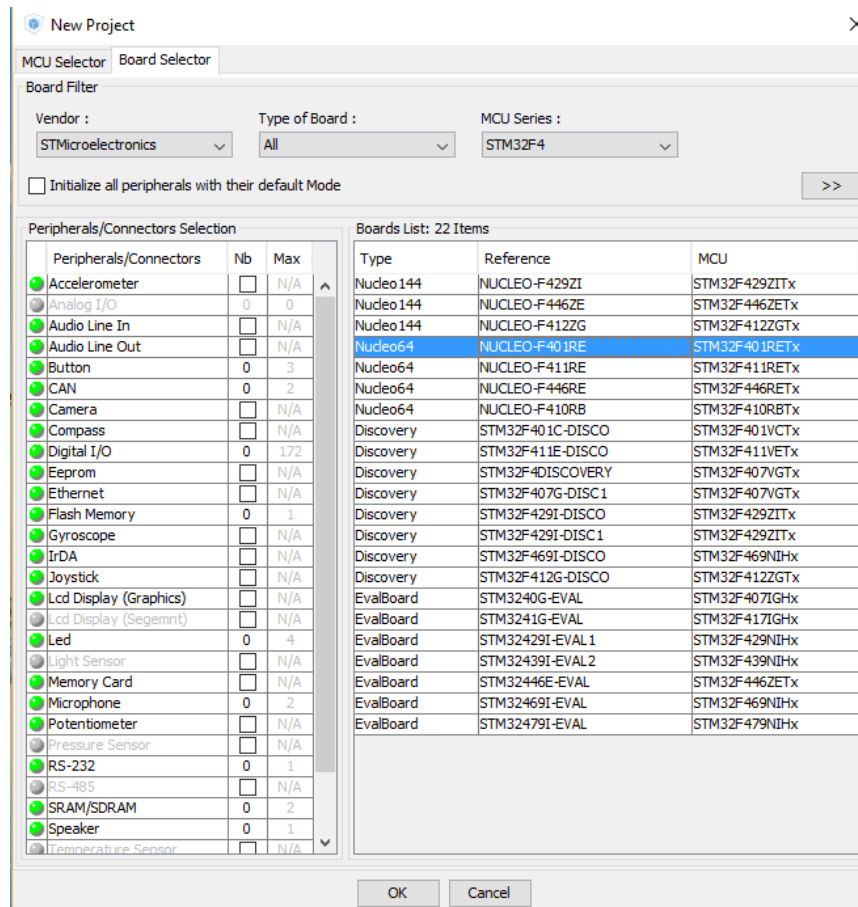 New Project
MCU Selector Board Selector
Board Filter
Vendor : Type of Board : MCU Series :
STMicroelectronics All STM32F4
Initialize all peripherals with their default Mode >>
Peripherals/Connectors Selection Boards List: 22 Items
Peripherals/Connectors Nb Max Type Reference MCU
Accelerometer N/A Nucleo144 NUCLEO-F429ZI STM32F429ZITx
Analog I/O 0 0 Nucleo144 NUCLEO-F446ZE STM32F446ZETx
Audio Line In N/A Nucleo144 NUCLEO-F412ZG STM32F412ZGTx
Audio Line Out N/A Nucleo64 NUCLEO-F401RE STM32F401RETx
Button 0 3 Nucleo64 NUCLEO-F411RE STM32F411RETx
CAN 0 2 Nucleo64 NUCLEO-F446RE STM32F446RETx
Camera N/A Nucleo64 NUCLEO-F410RB STM32F410RBTx
Compass N/A Discovery STM32F401C-DISCO STM32F401VCTx
Digital I/O 0 172 Discovery STM32F411E-DISCO STM32F411VETx
Eeprom N/A Discovery STM32F4DISCOVERY STM32F407VGTx
Ethernet N/A Discovery STM32F407G-DISC1 STM32F407VGTx
Flash Memory 0 1 Discovery STM32F429I-DISCO STM32F429ZITx
Gyroscope N/A Discovery STM32F429I-DISC1 STM32F429ZITx
IrDA N/A Discovery STM32F469I-DISCO STM32F469NIHx
Joystick N/A Discovery STM32F412G-DISCO STM32F412ZGTx
Lcd Display (Graphics) N/A EvalBoard STM3240G-EVAL STM32F407IGHx
Lcd Display (Segemnt) N/A EvalBoard STM3241G-EVAL STM32F417IGHx
Led 0 4 EvalBoard STM32429I-EVAL1 STM32F429NIHx
Light Sensor N/A EvalBoard STM32439I-EVAL2 STM32F439NIHx
Memory Card N/A EvalBoard STM32446E-EVAL STM32F446ZETx
Microphone 0 2 EvalBoard STM32469I-EVAL STM32F469NIHx
Potentiometer N/A EvalBoard STM32479I-EVAL STM32F479NIHx
Pressure Sensor N/A
RS-232 0 1
RS-485 N/A
SRAM/SDRAM 0 2
Speaker 0 1
Temperature Sensor N/A
OK Cancel